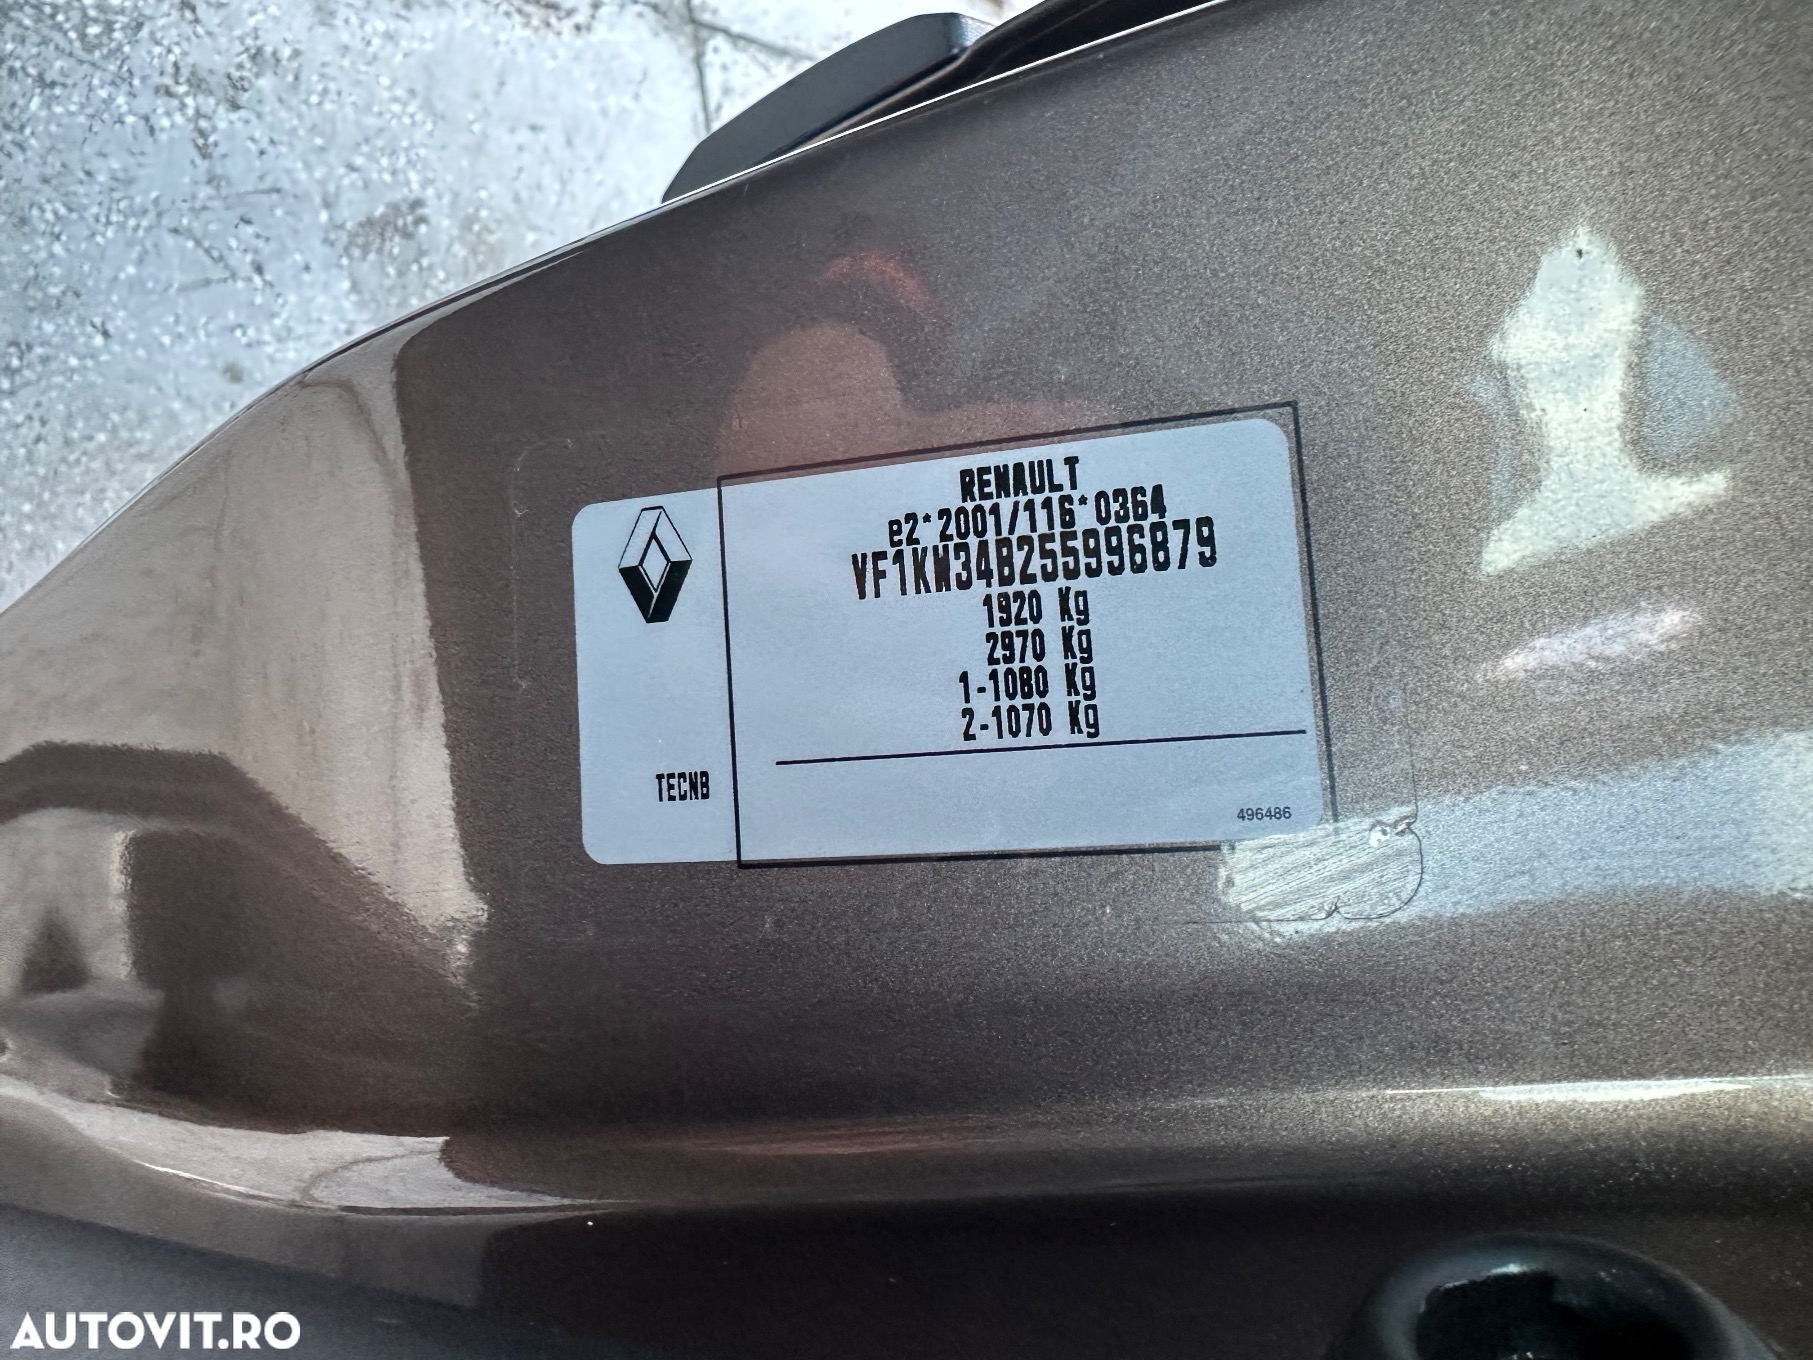 RENAULT
e2*2001/116*0364
VF1KM34B255996879
1920 Kg
2970 Kg
1-1080 Kg
2-1070 Kg
TECNB
496486
AUTOVIT.RO